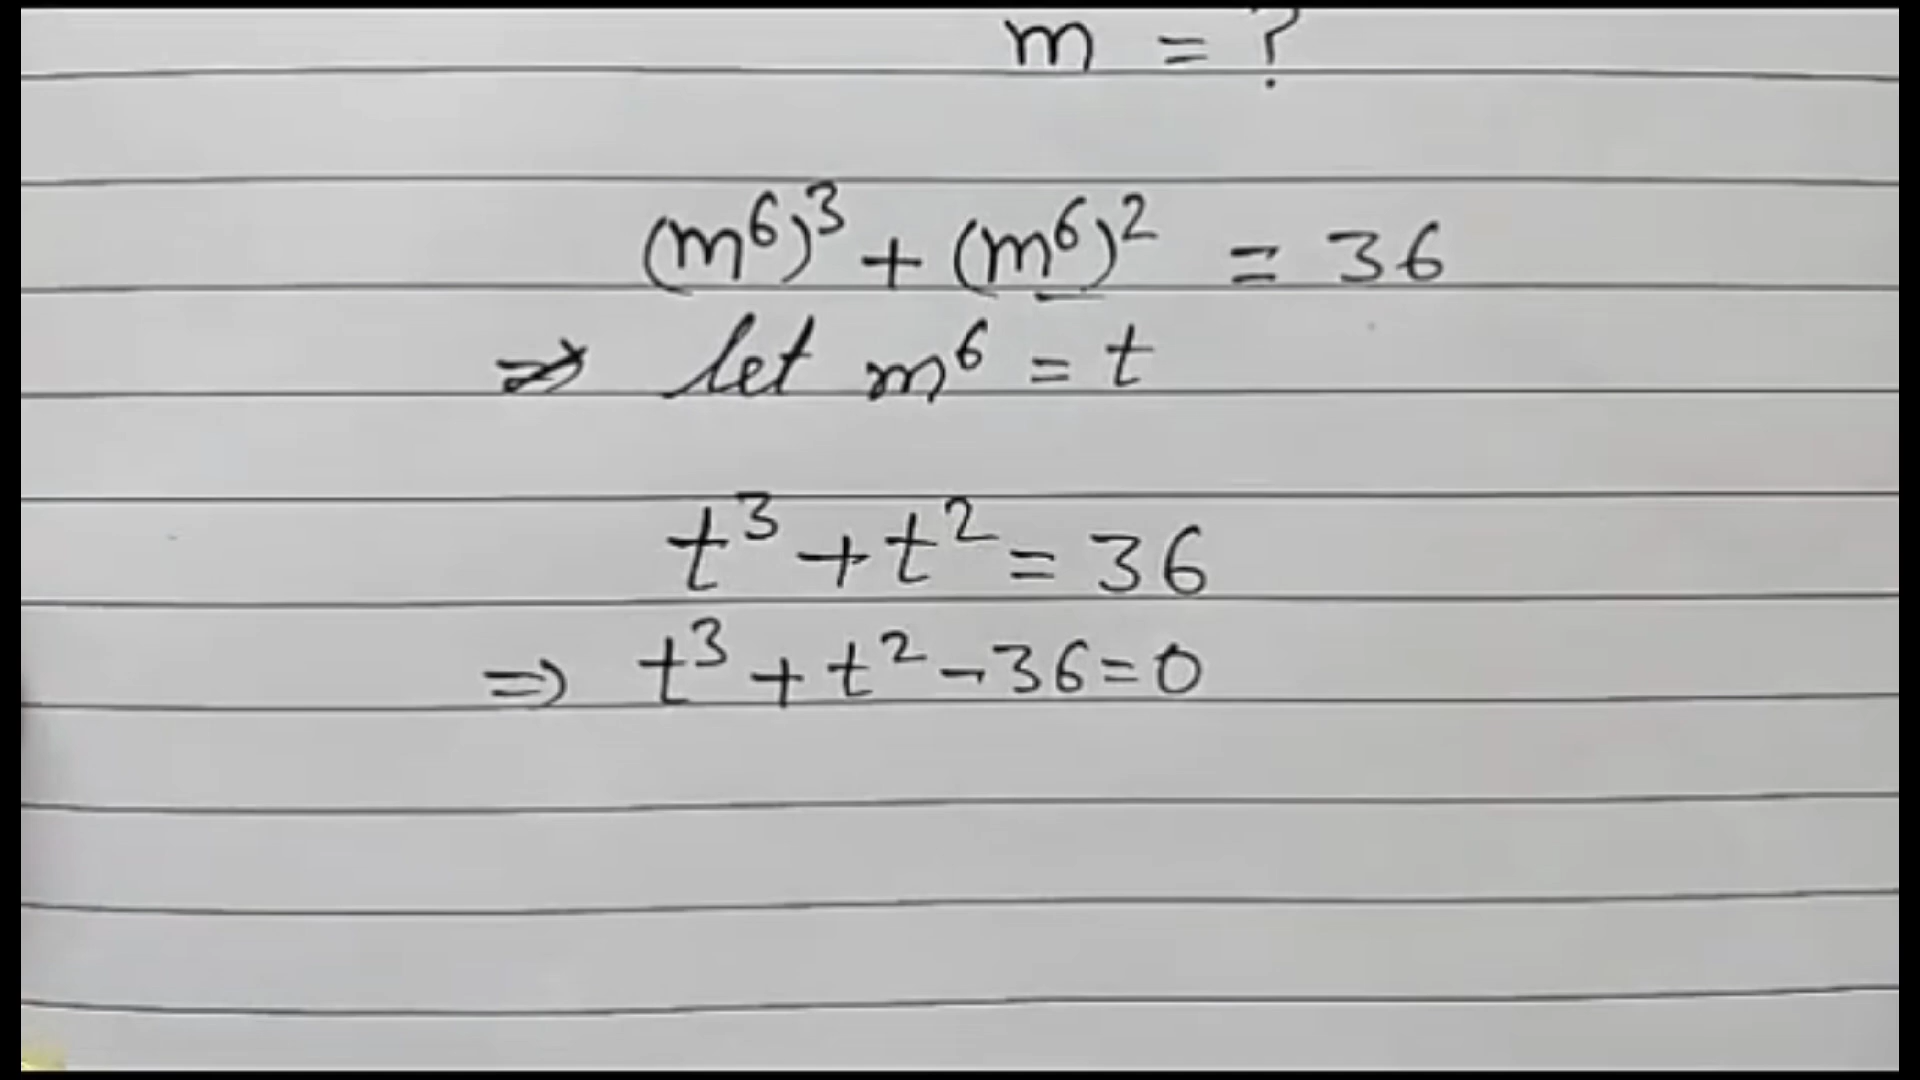 m = ?
(m⁶)³ + (m⁶)² = 36
⇒ let m⁶ = t
t³ + t² = 36
⇒ t³ + t² - 36 = 0